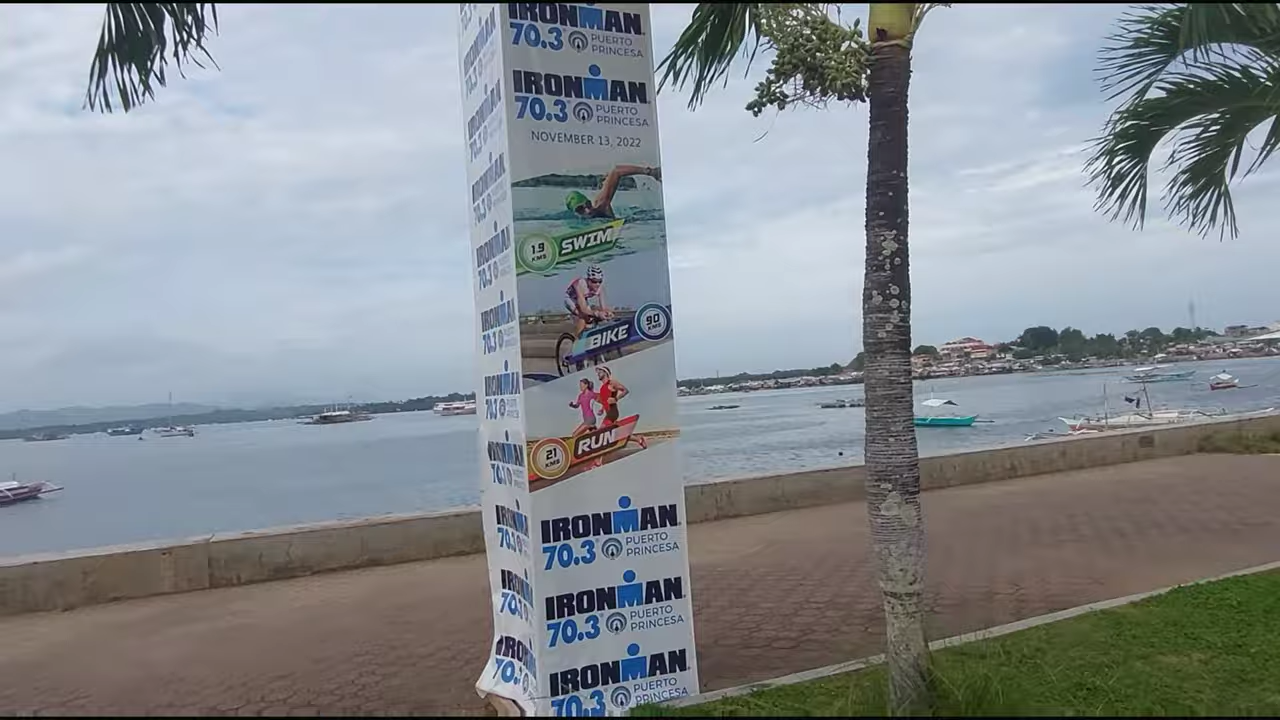 IRONMAN
70.3 PUERTO
PRINCESA
IRONMAN
70.3 PUERTO
PRINCESA
NOVEMBER 13, 2022
1.9
KMS
SWIM
BIKE
90
KMS
21
KMS
RUN
IRONMAN
70.3 PUERTO
PRINCESA
IRONMAN
70.3 PUERTO
PRINCESA
IRONMAN
70.3 PUERTO
PRINCESA